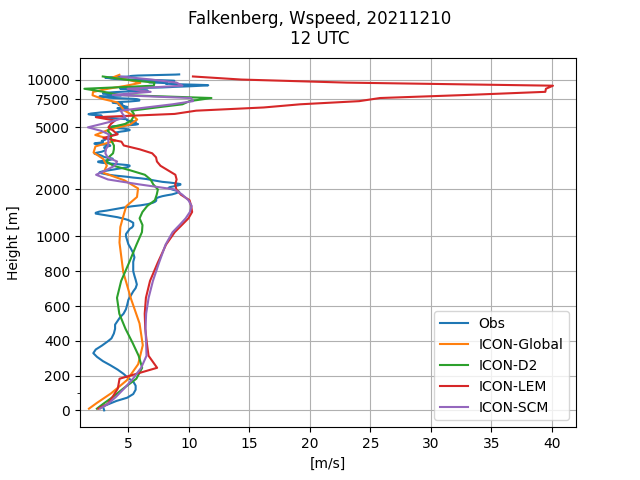 Falkenberg, Wspeed, 20211210
12 UTC
Height [m]
10000
7500
5000
2000
1000
800
600
400
200
0
5
10
15
20
25
30
35
40
[m/s]
Obs
ICON-Global
ICON-D2
ICON-LEM
ICON-SCM